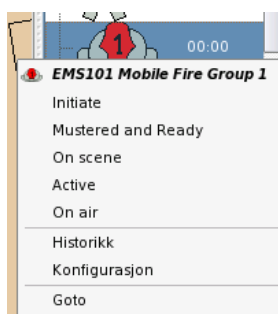 1 00:00
EMS101 Mobile Fire Group 1
Initiate
Mustered and Ready
On scene
Active
On air
Historikk
Konfigurasjon
Goto